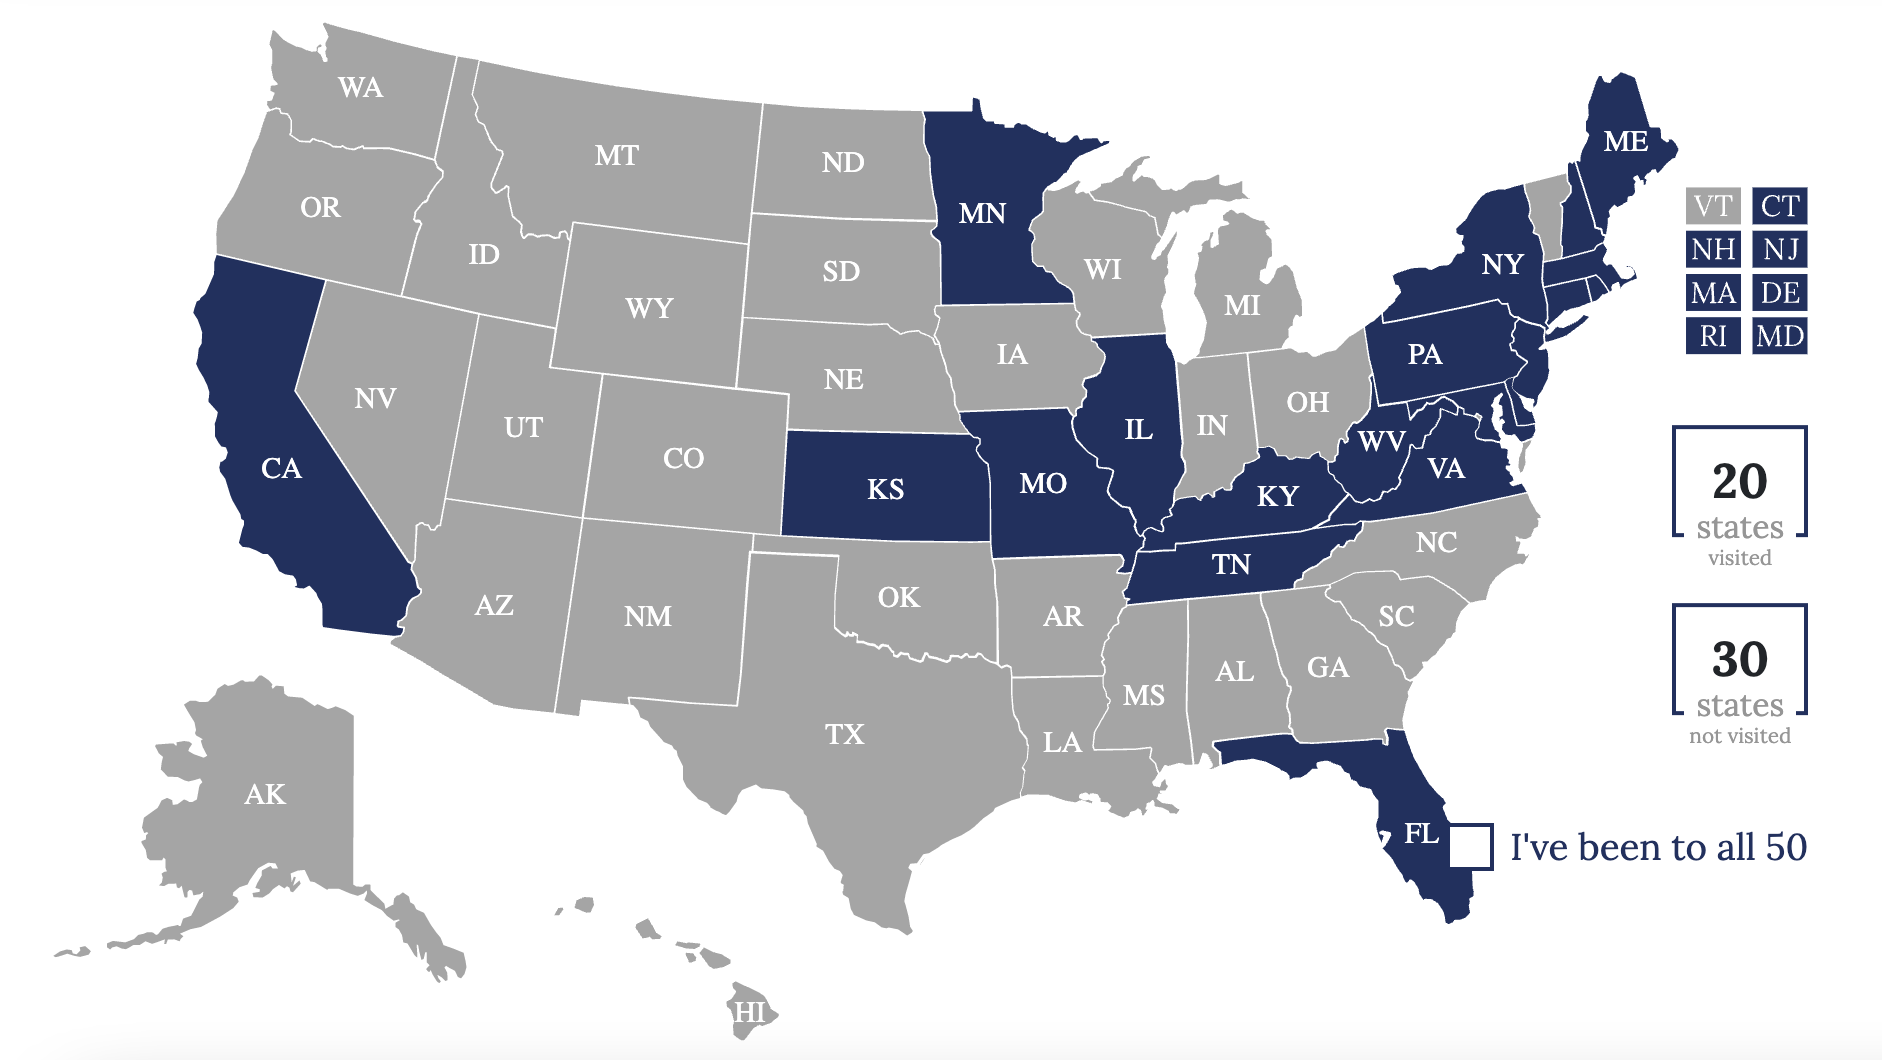 WA
MT
ND
MN
ME
OR
ID
SD
WI
NY
VT CT
NH NJ
MA DE
RI MD
WY
MI
IA
PA
NE
NV
UT
CO
IL
IN
OH
WV
VA
CA
KS
MO
KY
20
states
visited
NC
TN
AZ
NM
OK
AR
SC
MS
AL
GA
30
states
not visited
TX
LA
AK
FL
I've been to all 50
HI